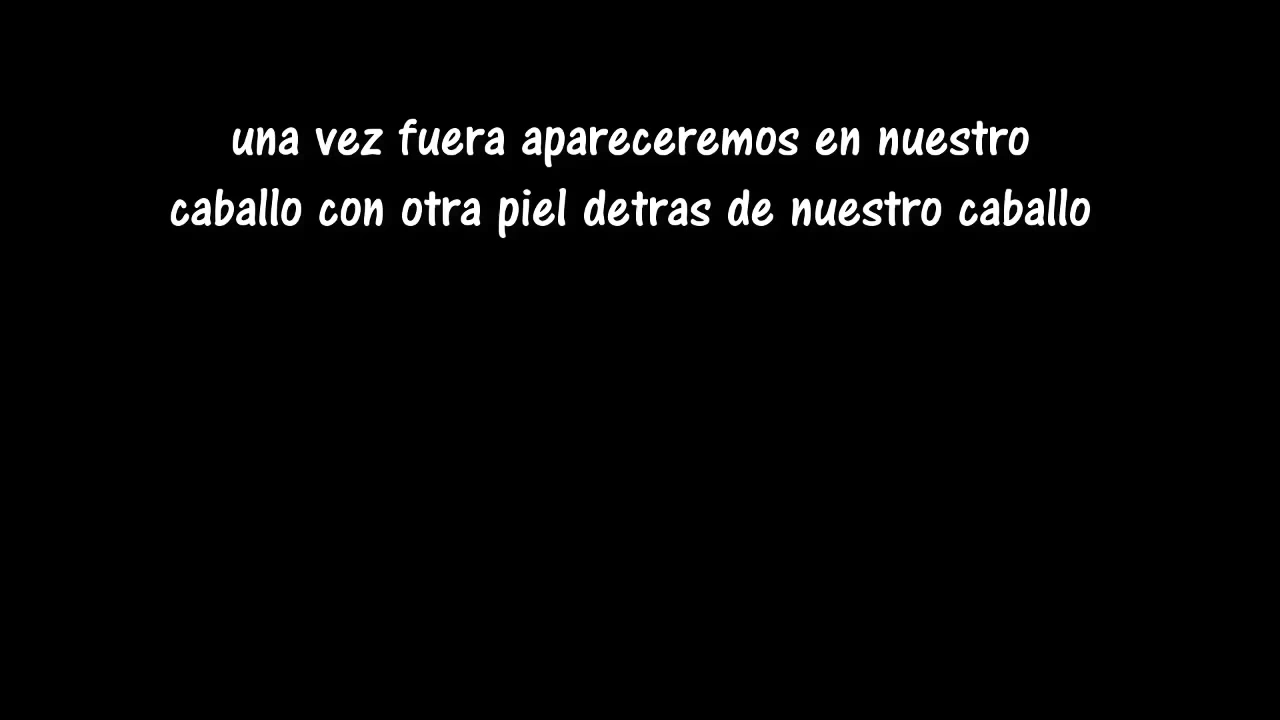 una vez fuera apareceremos en nuestro
caballo con otra piel detras de nuestro caballo